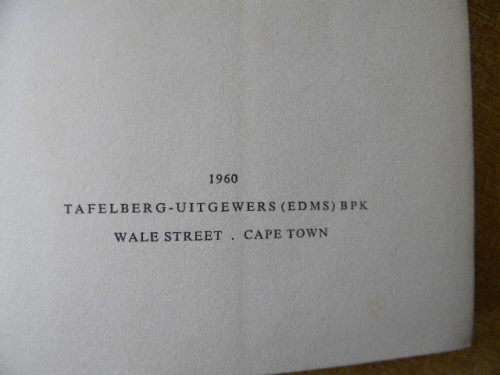 1960
TAFELBERG-UITGEWERS (EDMS) BPK
WALE STREET . CAPE TOWN